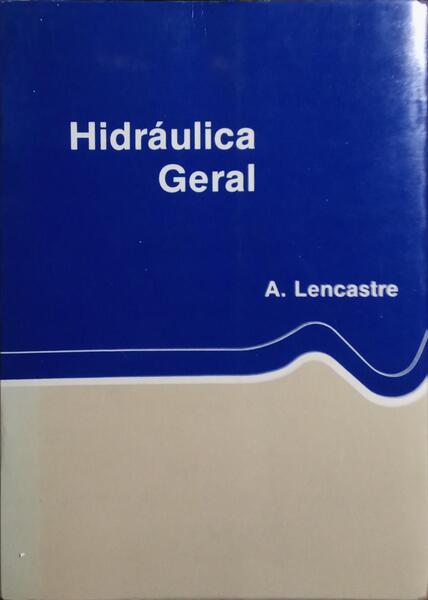 Hidráulica
Geral
A. Lencastre